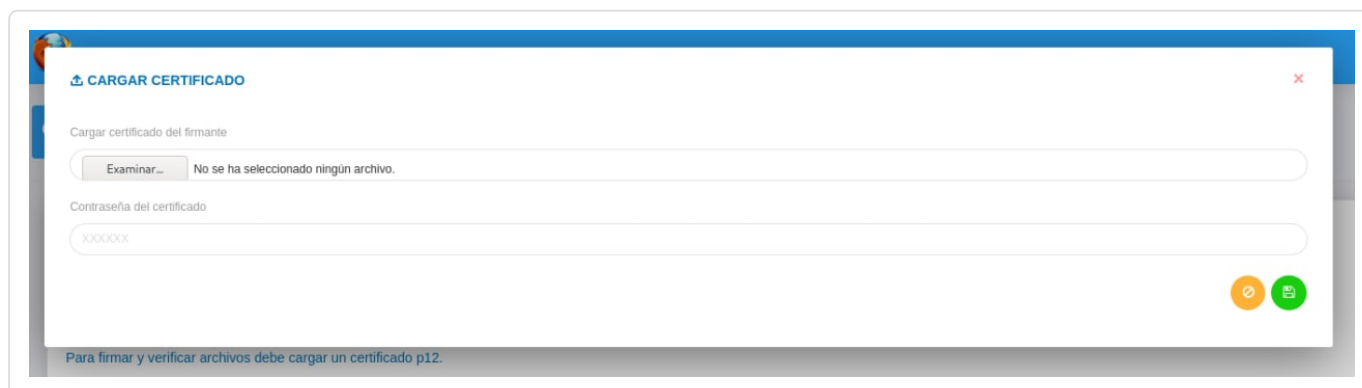 CARGAR CERTIFICADO
Cargar certificado del firmante
Examinar... No se ha seleccionado ningún archivo.
Contraseña del certificado
XXXXXX
Para firmar y verificar archivos debe cargar un certificado p12.